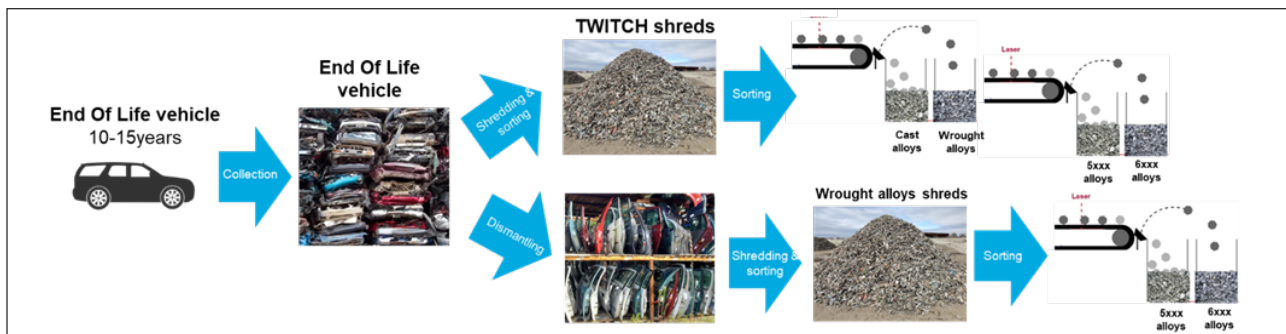 End Of Life vehicle
10-15years
Collection
End Of Life
vehicle
Shredding &
sorting
TWITCH shreds
Sorting
Cast
alloys
Wrought
alloys
Laser
5xxx
alloys
6xxx
alloys
Dismantling
Shredding &
sorting
Wrought alloys shreds
Sorting
Laser
5xxx
alloys
6xxx
alloys